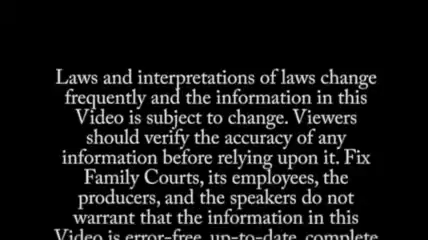 Laws and interpretations of laws change
frequently and the information in this
Video is subject to change. Viewers
should verify the accuracy of any
information before relying upon it. Fix
Family Courts, its employees, the
producers, and the speakers do not
warrant that the information in this
Video is error-free, up-to-date, complete